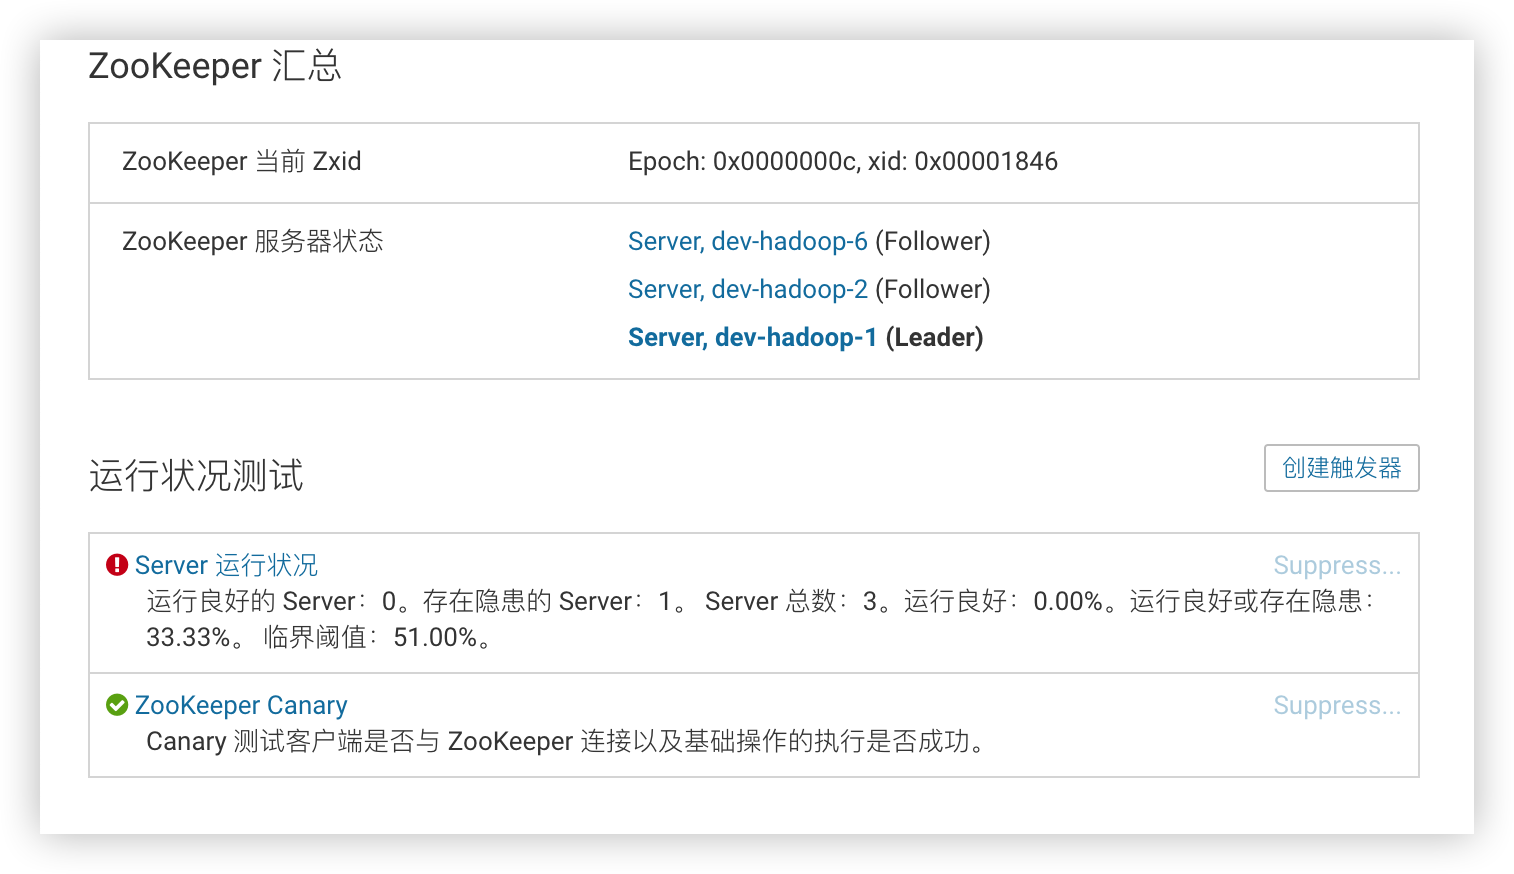 ZooKeeper 汇总
ZooKeeper 当前 Zxid
Epoch: 0x0000000c, xid: 0x00001846
ZooKeeper 服务器状态
Server, dev-hadoop-6 (Follower)
Server, dev-hadoop-2 (Follower)
Server, dev-hadoop-1 (Leader)
运行状况测试
创建触发器
Server 运行状况
Suppress...
运行良好的 Server：0。存在隐患的 Server：1。 Server 总数：3。运行良好：0.00%。运行良好或存在隐患：
33.33%。 临界阈值：51.00%。
ZooKeeper Canary
Suppress...
Canary 测试客户端是否与 ZooKeeper 连接以及基础操作的执行是否成功。